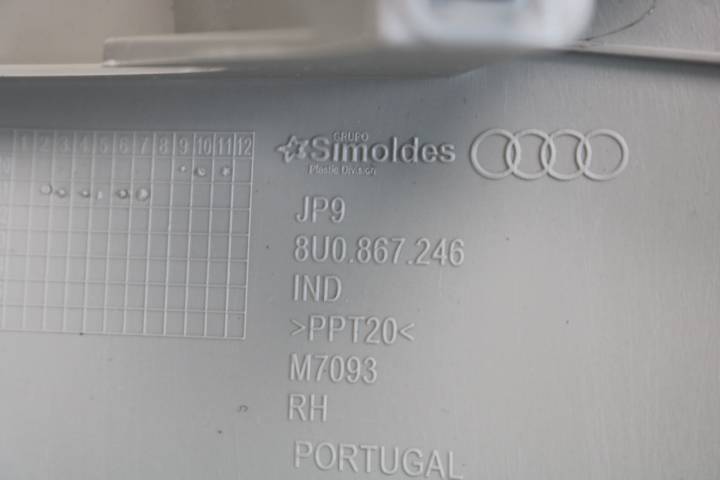 1 2 3 4 5 6 7 8 9 10 11 12
GRUPO
Simoldes
Plastic Division
JP9
8U0.867.246
IND
>PPT20<
M7093
RH
PORTUGAL